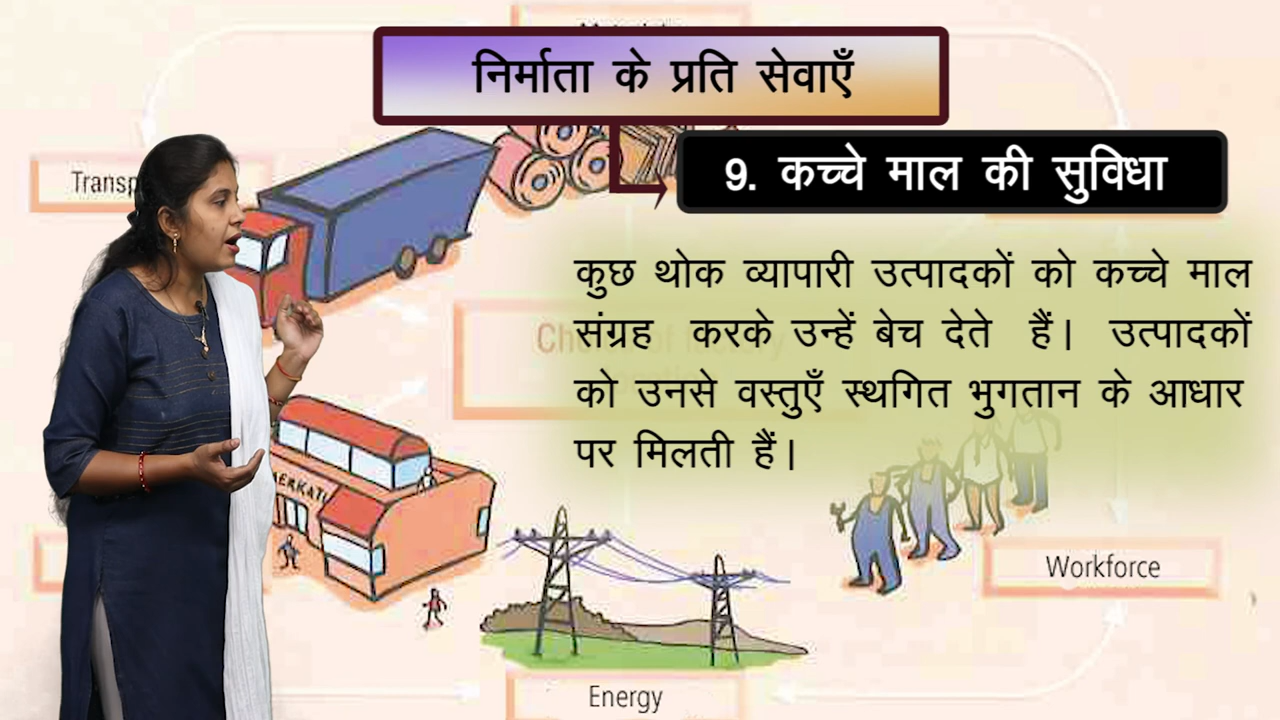 निर्माता के प्रति सेवाएँ
9. कच्चे माल की सुविधा
कुछ थोक व्यापारी उत्पादकों को कच्चे माल
संग्रह करके उन्हें बेच देते हैं। उत्पादकों
को उनसे वस्तुएँ स्थगित भुगतान के आधार
पर मिलती हैं।
Workforce
Energy